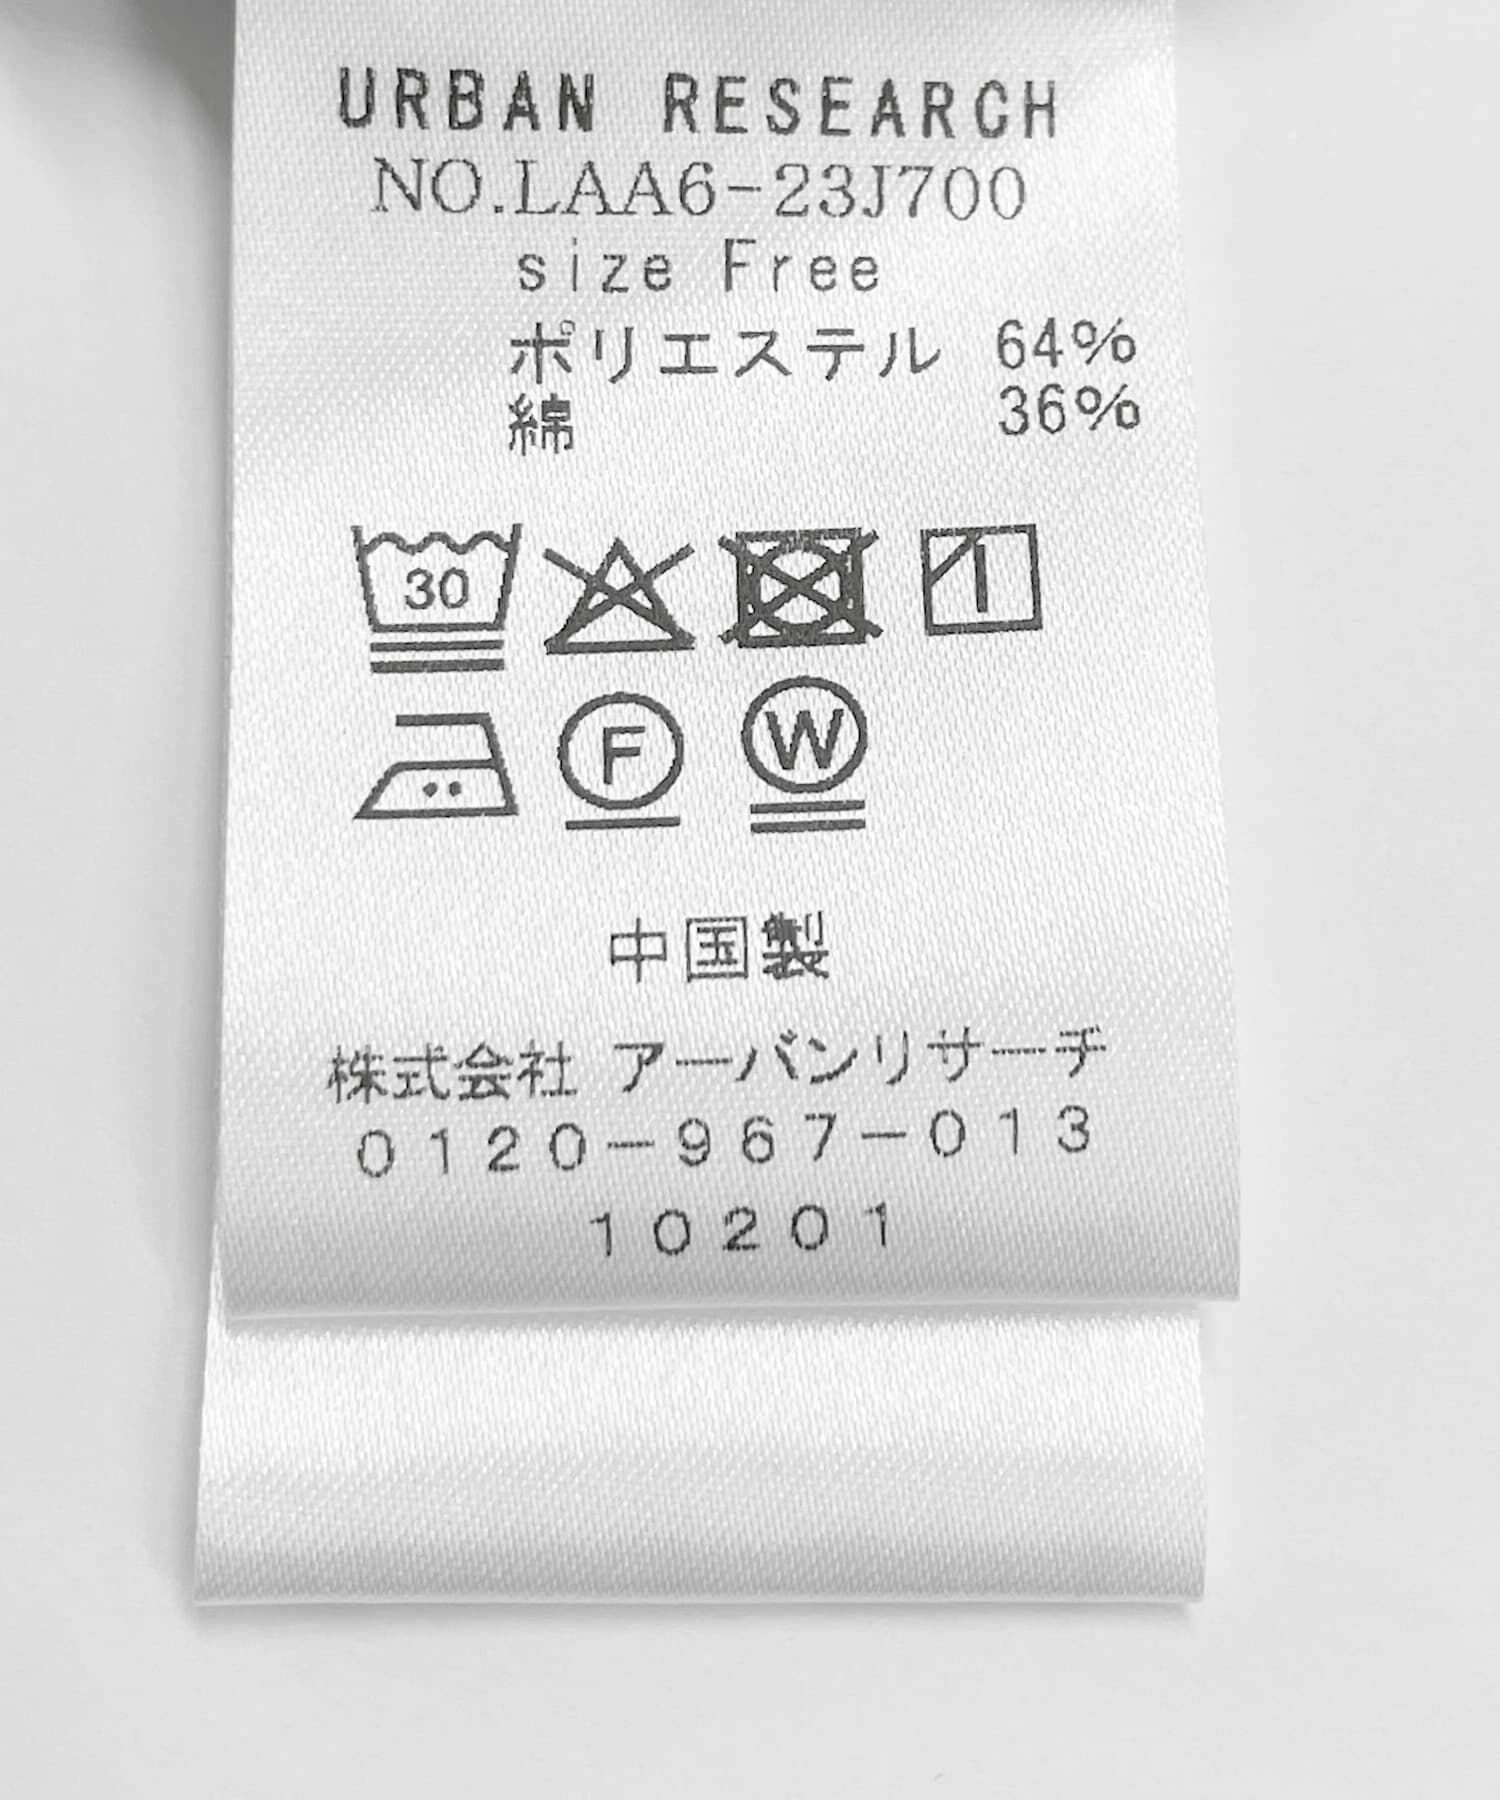 URBAN RESEARCH
NO.LAA6-23J700
size Free
ポリエステル 64%
綿 36%
30
F W
中国製
株式会社 アーバンリサーチ
0120-967-013
10201